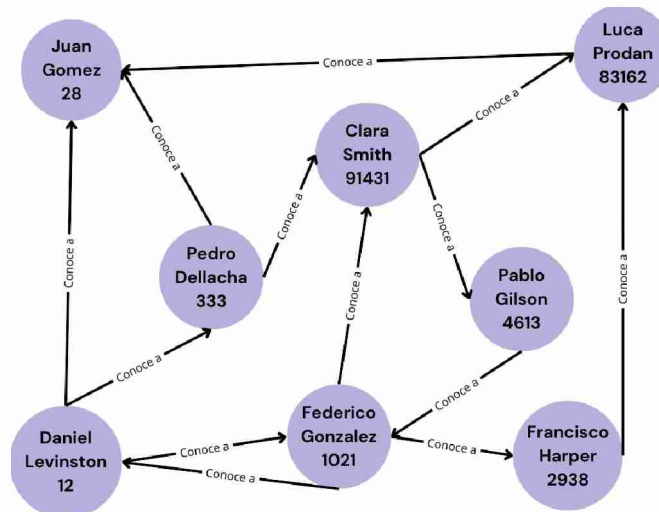 Juan
Gomez
28
Luca
Prodan
83162
Conoce a
Conoce a
Conoce a
Clara
Smith
91431
Conoce a
Conoce a
Conoce a
Pedro
Dellacha
333
Conoce a
Conoce a
Pablo
Gilson
4613
Conoce a
Conoce a
Conoce a
Daniel
Levinston
12
Conoce a
Federico
Gonzalez
1021
Conoce a
Francisco
Harper
2938